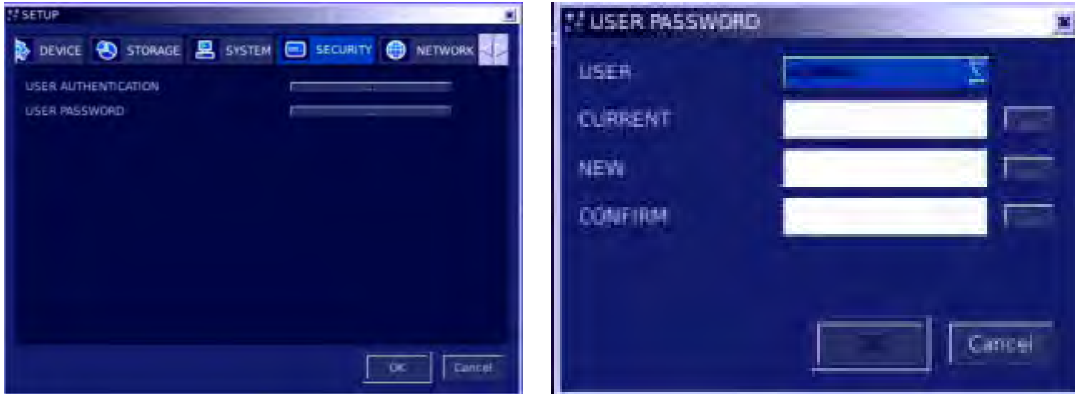 SETUP
DEVICE STORAGE SYSTEM SECURITY NETWORK
USER AUTHENTICATION
USER PASSWORD
OK Cancel
USER PASSWORD
USER
CURRENT
NEW
CONFIRM
Cancel